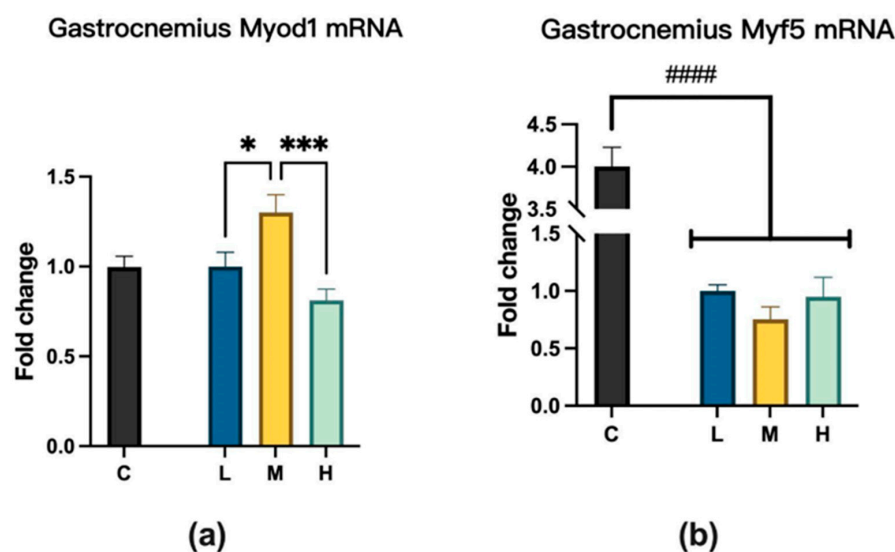 Gastrocnemius Myod1 mRNA
Fold change
1.5
1.0
0.5
0.0
* ***
C L M H
(a)
Gastrocnemius Myf5 mRNA
####
Fold change
4.5
4.0
3.5
1.5
1.0
0.5
0.0
C L M H
(b)